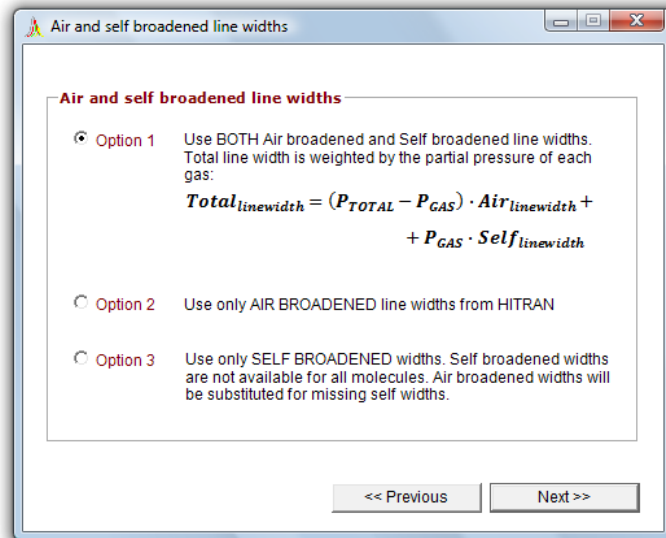 Air and self broadened line widths
Air and self broadened line widths
Option 1
Use BOTH Air broadened and Self broadened line widths.
Total line width is weighted by the partial pressure of each
gas:
Total_linewidth = (P_TOTAL − P_GAS) · Air_linewidth +
+ P_GAS · Self_linewidth
Option 2
Use only AIR BROADENED line widths from HITRAN
Option 3
Use only SELF BROADENED widths. Self broadened widths
are not available for all molecules. Air broadened widths will
be substituted for missing self widths.
<< Previous
Next >>